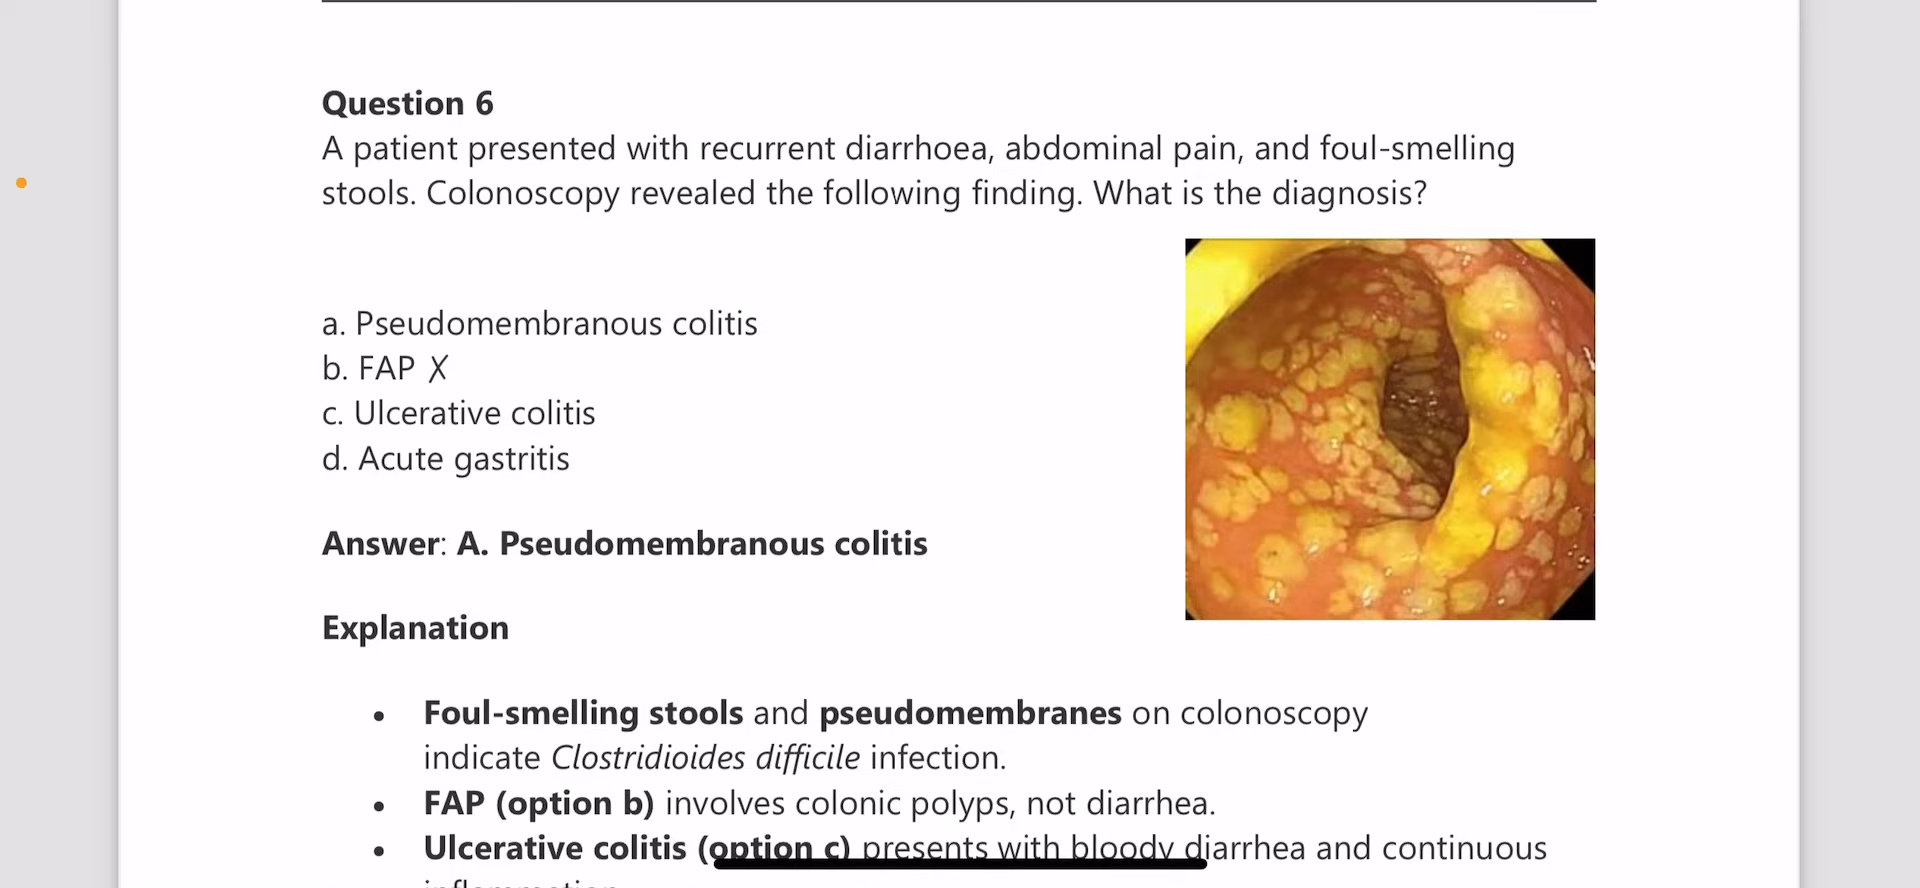 Question 6
A patient presented with recurrent diarrhoea, abdominal pain, and foul-smelling
stools. Colonoscopy revealed the following finding. What is the diagnosis?
a. Pseudomembranous colitis
b. FAP X
c. Ulcerative colitis
d. Acute gastritis
Answer: A. Pseudomembranous colitis
Explanation
• Foul-smelling stools and pseudomembranes on colonoscopy
indicate Clostridioides difficile infection.
• FAP (option b) involves colonic polyps, not diarrhea.
• Ulcerative colitis (option c) presents with bloody diarrhea and continuous